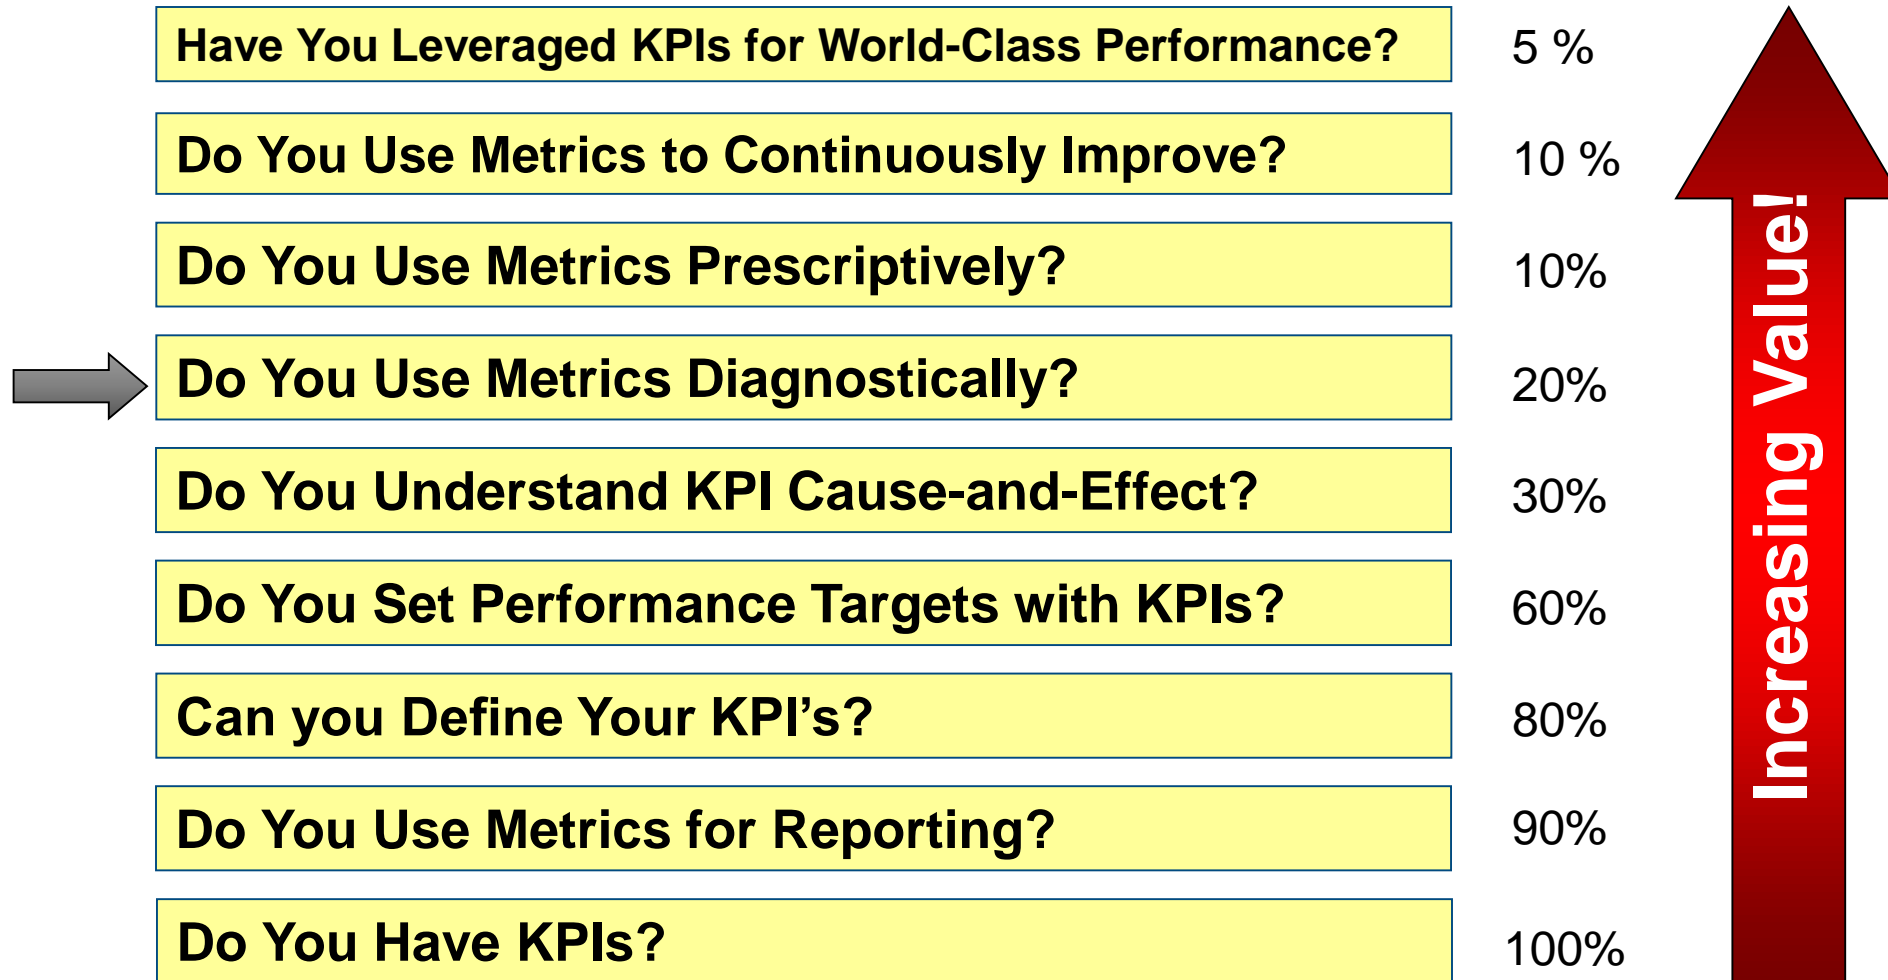 Have You Leveraged KPIs for World-Class Performance? 5 %
Do You Use Metrics to Continuously Improve? 10 %
Do You Use Metrics Prescriptively? 10%
Do You Use Metrics Diagnostically? 20%
Do You Understand KPI Cause-and-Effect? 30%
Do You Set Performance Targets with KPIs? 60%
Can you Define Your KPI’s? 80%
Do You Use Metrics for Reporting? 90%
Do You Have KPIs? 100%
Increasing Value!